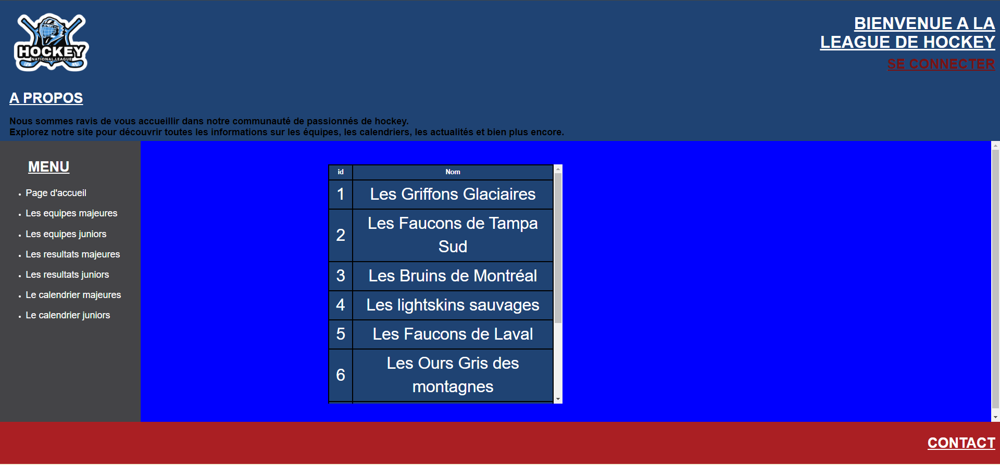 HOCKEY
NATIONAL LEAGUE
BIENVENUE A LA
LEAGUE DE HOCKEY
SE CONNECTER
A PROPOS
Nous sommes ravis de vous accueillir dans notre communauté de passionnés de hockey.
Explorez notre site pour découvrir toutes les informations sur les équipes, les calendriers, les actualités et bien plus encore.
MENU
Page d'accueil
Les equipes majeures
Les equipes juniors
Les resultats majeures
Les resultats juniors
Le calendrier majeures
Le calendrier juniors
id Nom
1 Les Griffons Glaciaires
2 Les Faucons de Tampa
Sud
3 Les Bruins de Montréal
4 Les lightskins sauvages
5 Les Faucons de Laval
6 Les Ours Gris des
montagnes
CONTACT